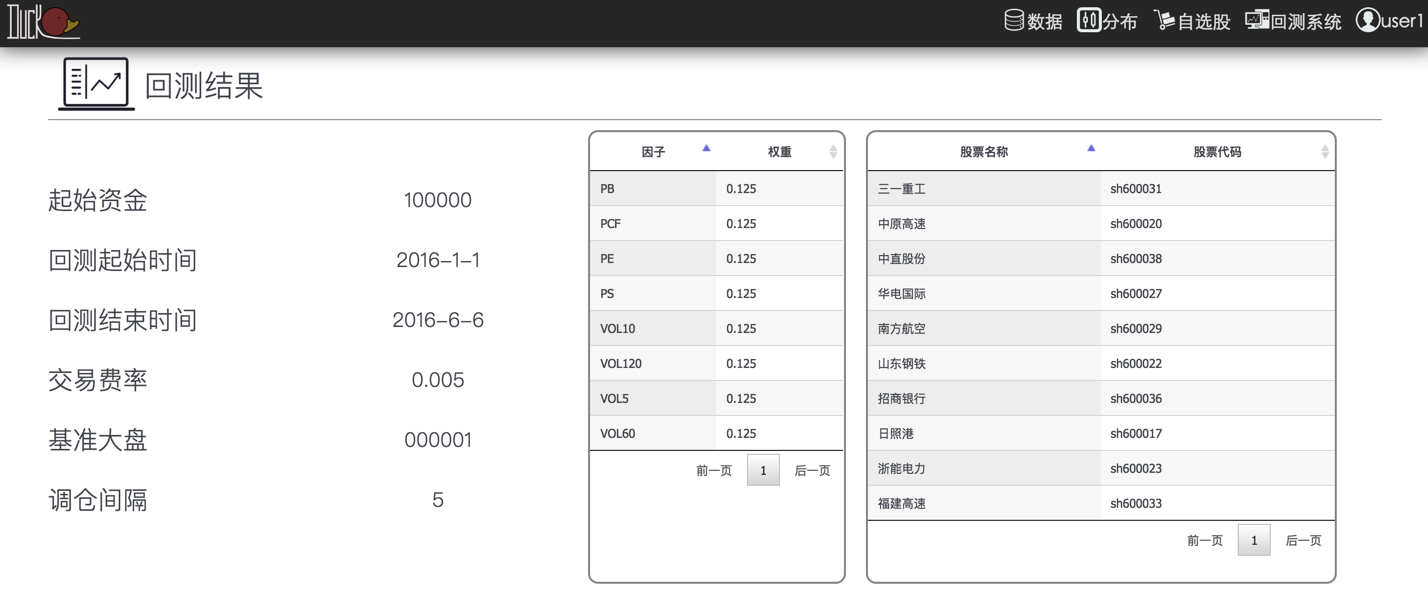 Duck
数据 分布 自选股 回测系统 user1
回测结果
起始资金 100000
回测起始时间 2016-1-1
回测结束时间 2016-6-6
交易费率 0.005
基准大盘 000001
调仓间隔 5
因子 权重
PB 0.125
PCF 0.125
PE 0.125
PS 0.125
VOL10 0.125
VOL120 0.125
VOL5 0.125
VOL60 0.125
前一页 1 后一页
股票名称 股票代码
三一重工 sh600031
中原高速 sh600020
中直股份 sh600038
华电国际 sh600027
南方航空 sh600029
山东钢铁 sh600022
招商银行 sh600036
日照港 sh600017
浙能电力 sh600023
福建高速 sh600033
前一页 1 后一页